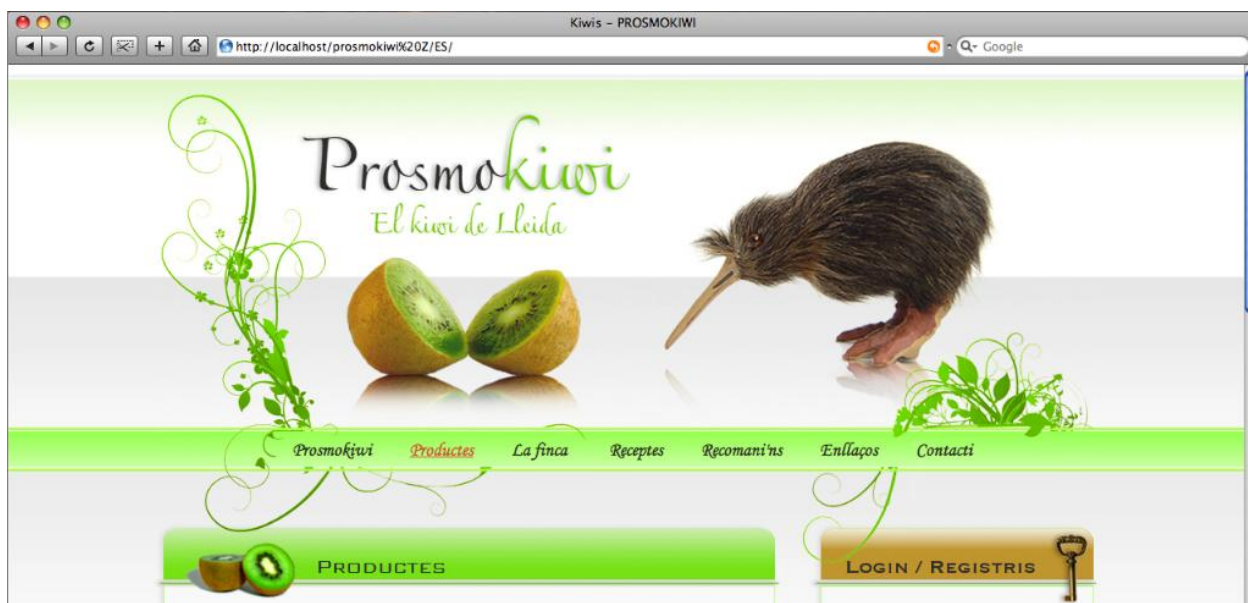 Kiwis – PROSMOKIWI
http://localhost/prosmokiwi%20Z/ES/
Google
Prosmokiwi
El kiwi de Lleida
Prosmokiwi Productes La finca Receptes Recomani'ns Enllaços Contacti
Productes Login / Registris